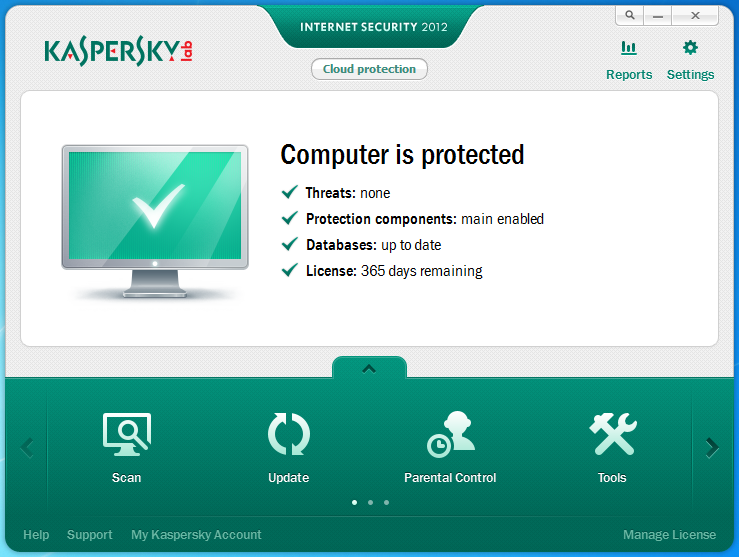 INTERNET SECURITY 2012
KASPERSKY lab
Cloud protection
Reports
Settings
Computer is protected
Threats: none
Protection components: main enabled
Databases: up to date
License: 365 days remaining
Scan
Update
Parental Control
Tools
Help
Support
My Kaspersky Account
Manage License